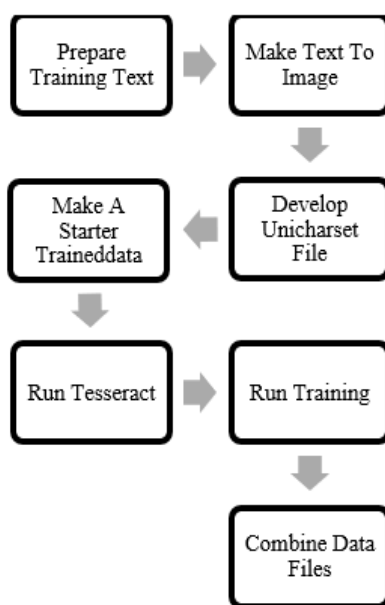 Prepare
Training Text
Make Text To
Image
Develop
Unicharset
File
Make A
Starter
Traineddata
Run Tesseract
Run Training
Combine Data
Files